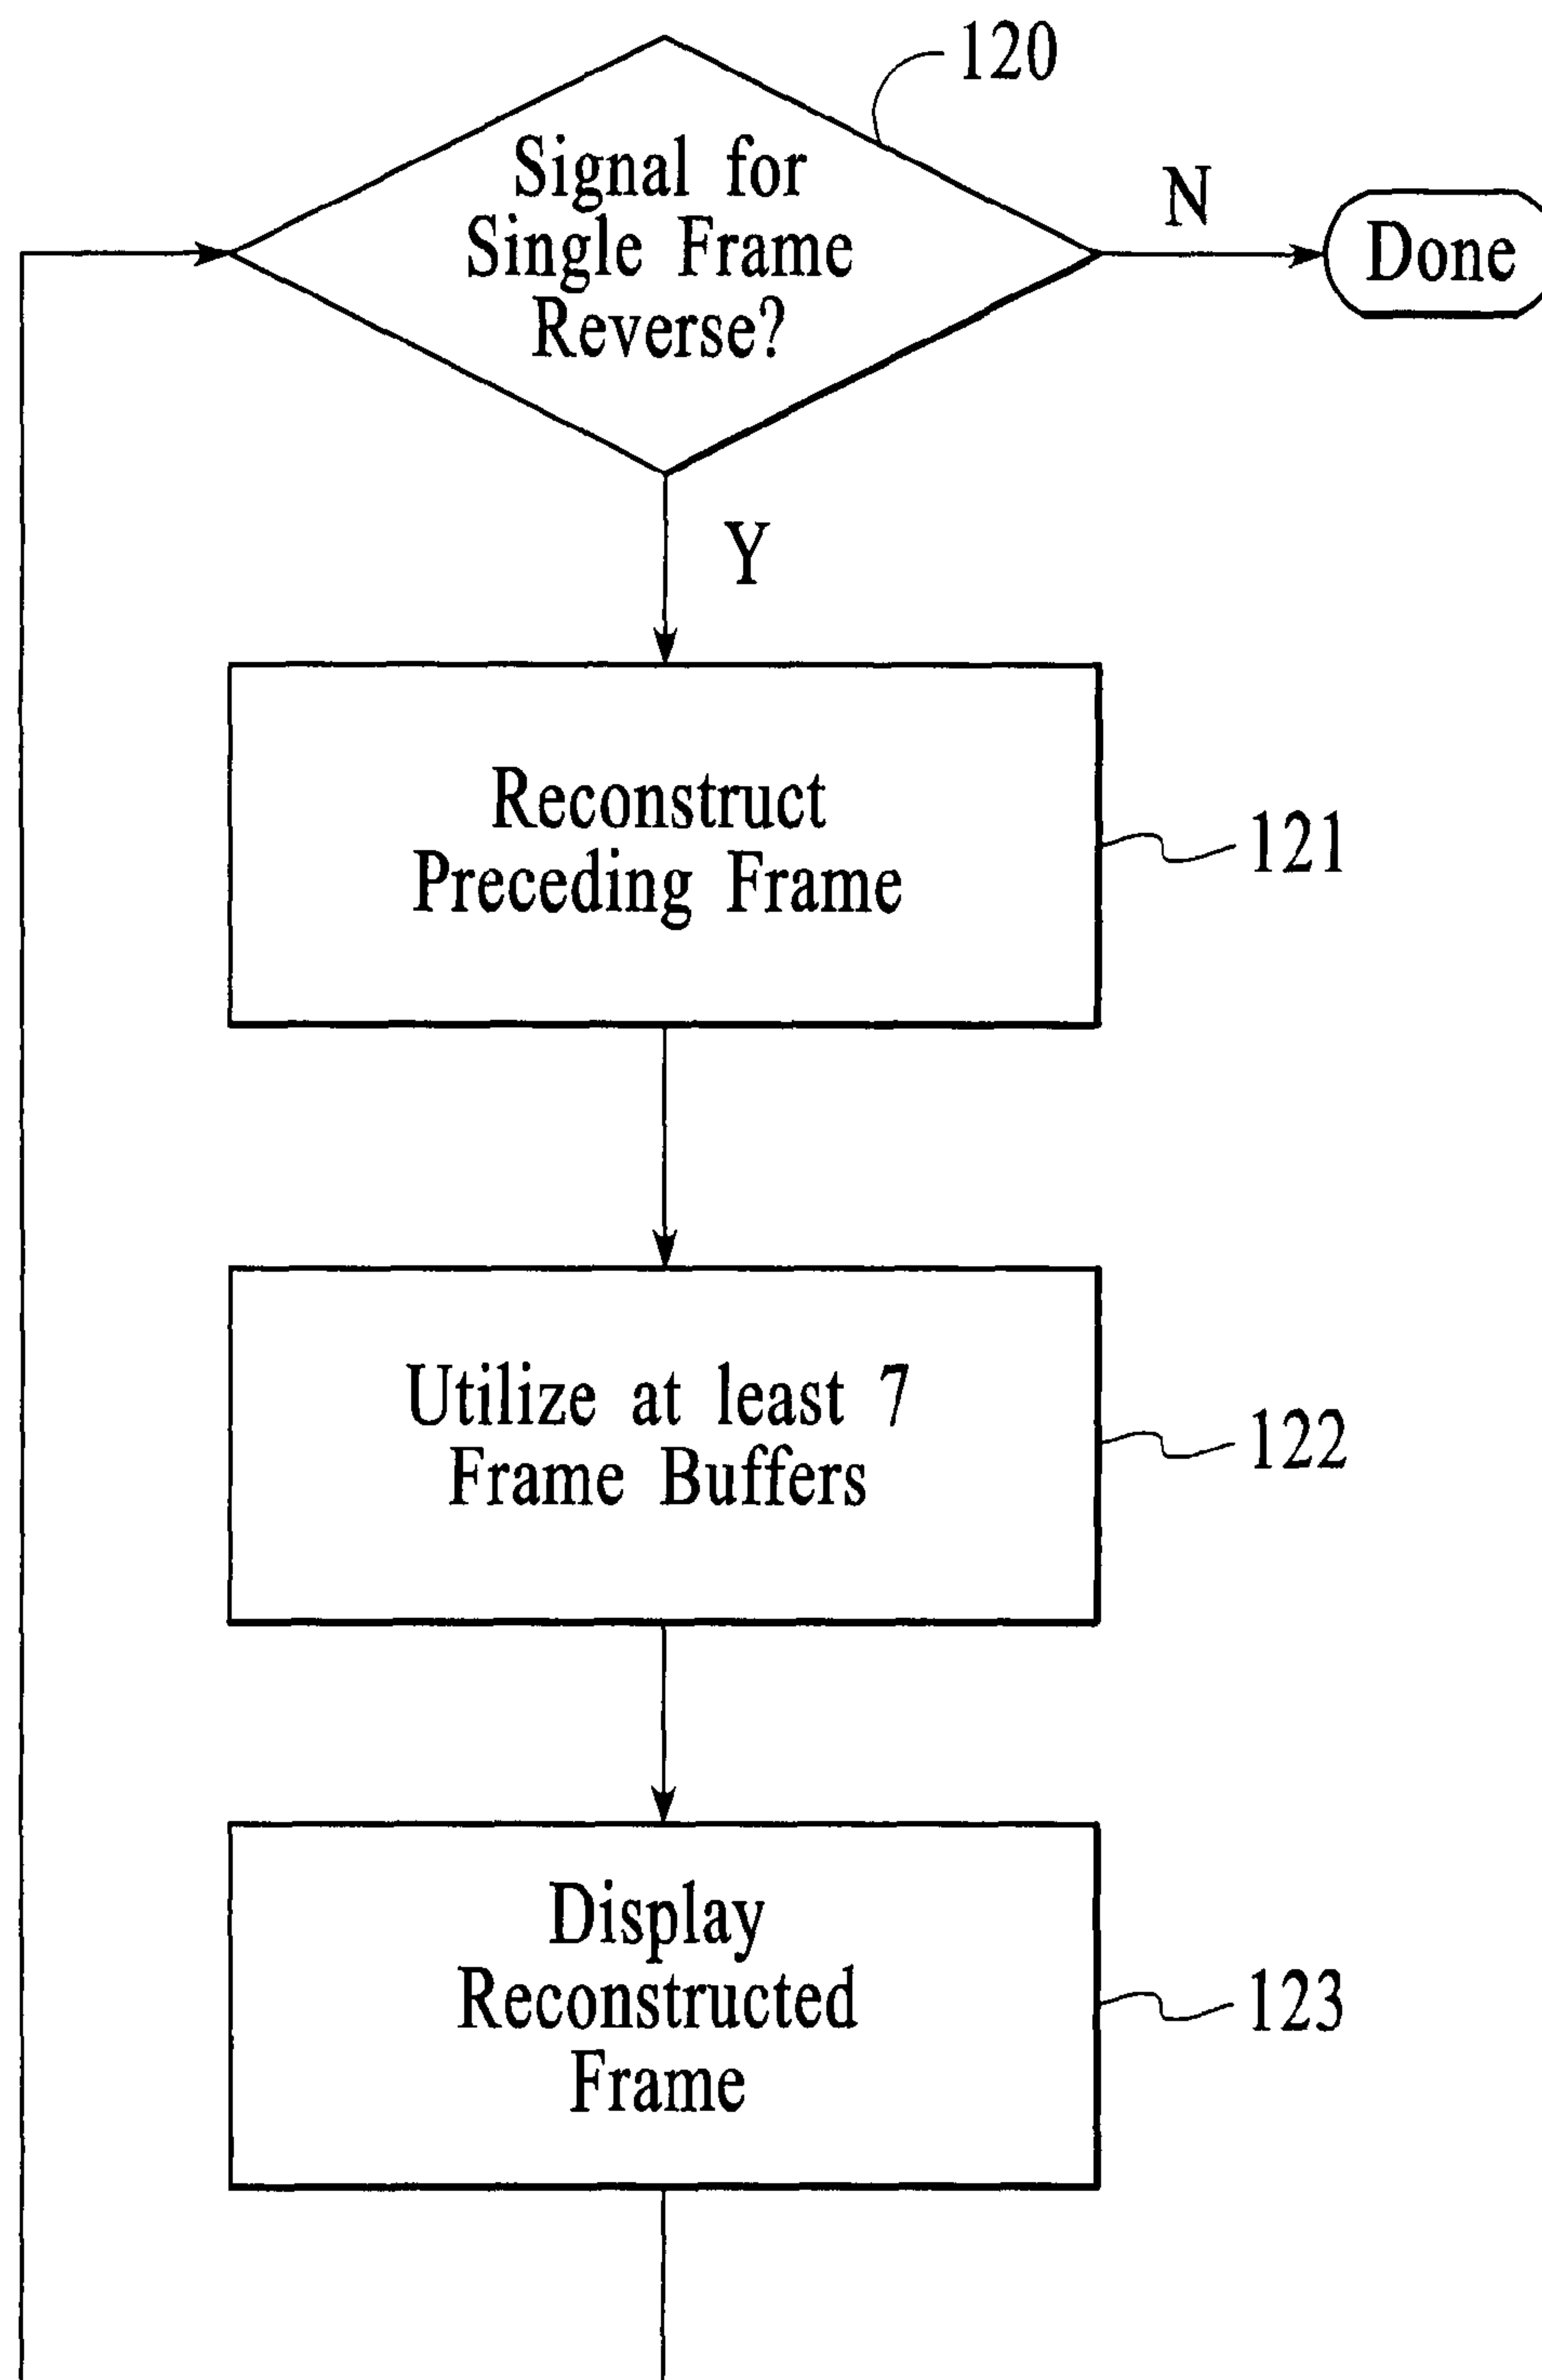 120
Signal for
Single Frame
Reverse?
N
Done
Y
Reconstruct
Preceding Frame
121
Utilize at least 7
Frame Buffers
122
Display
Reconstructed
Frame
123